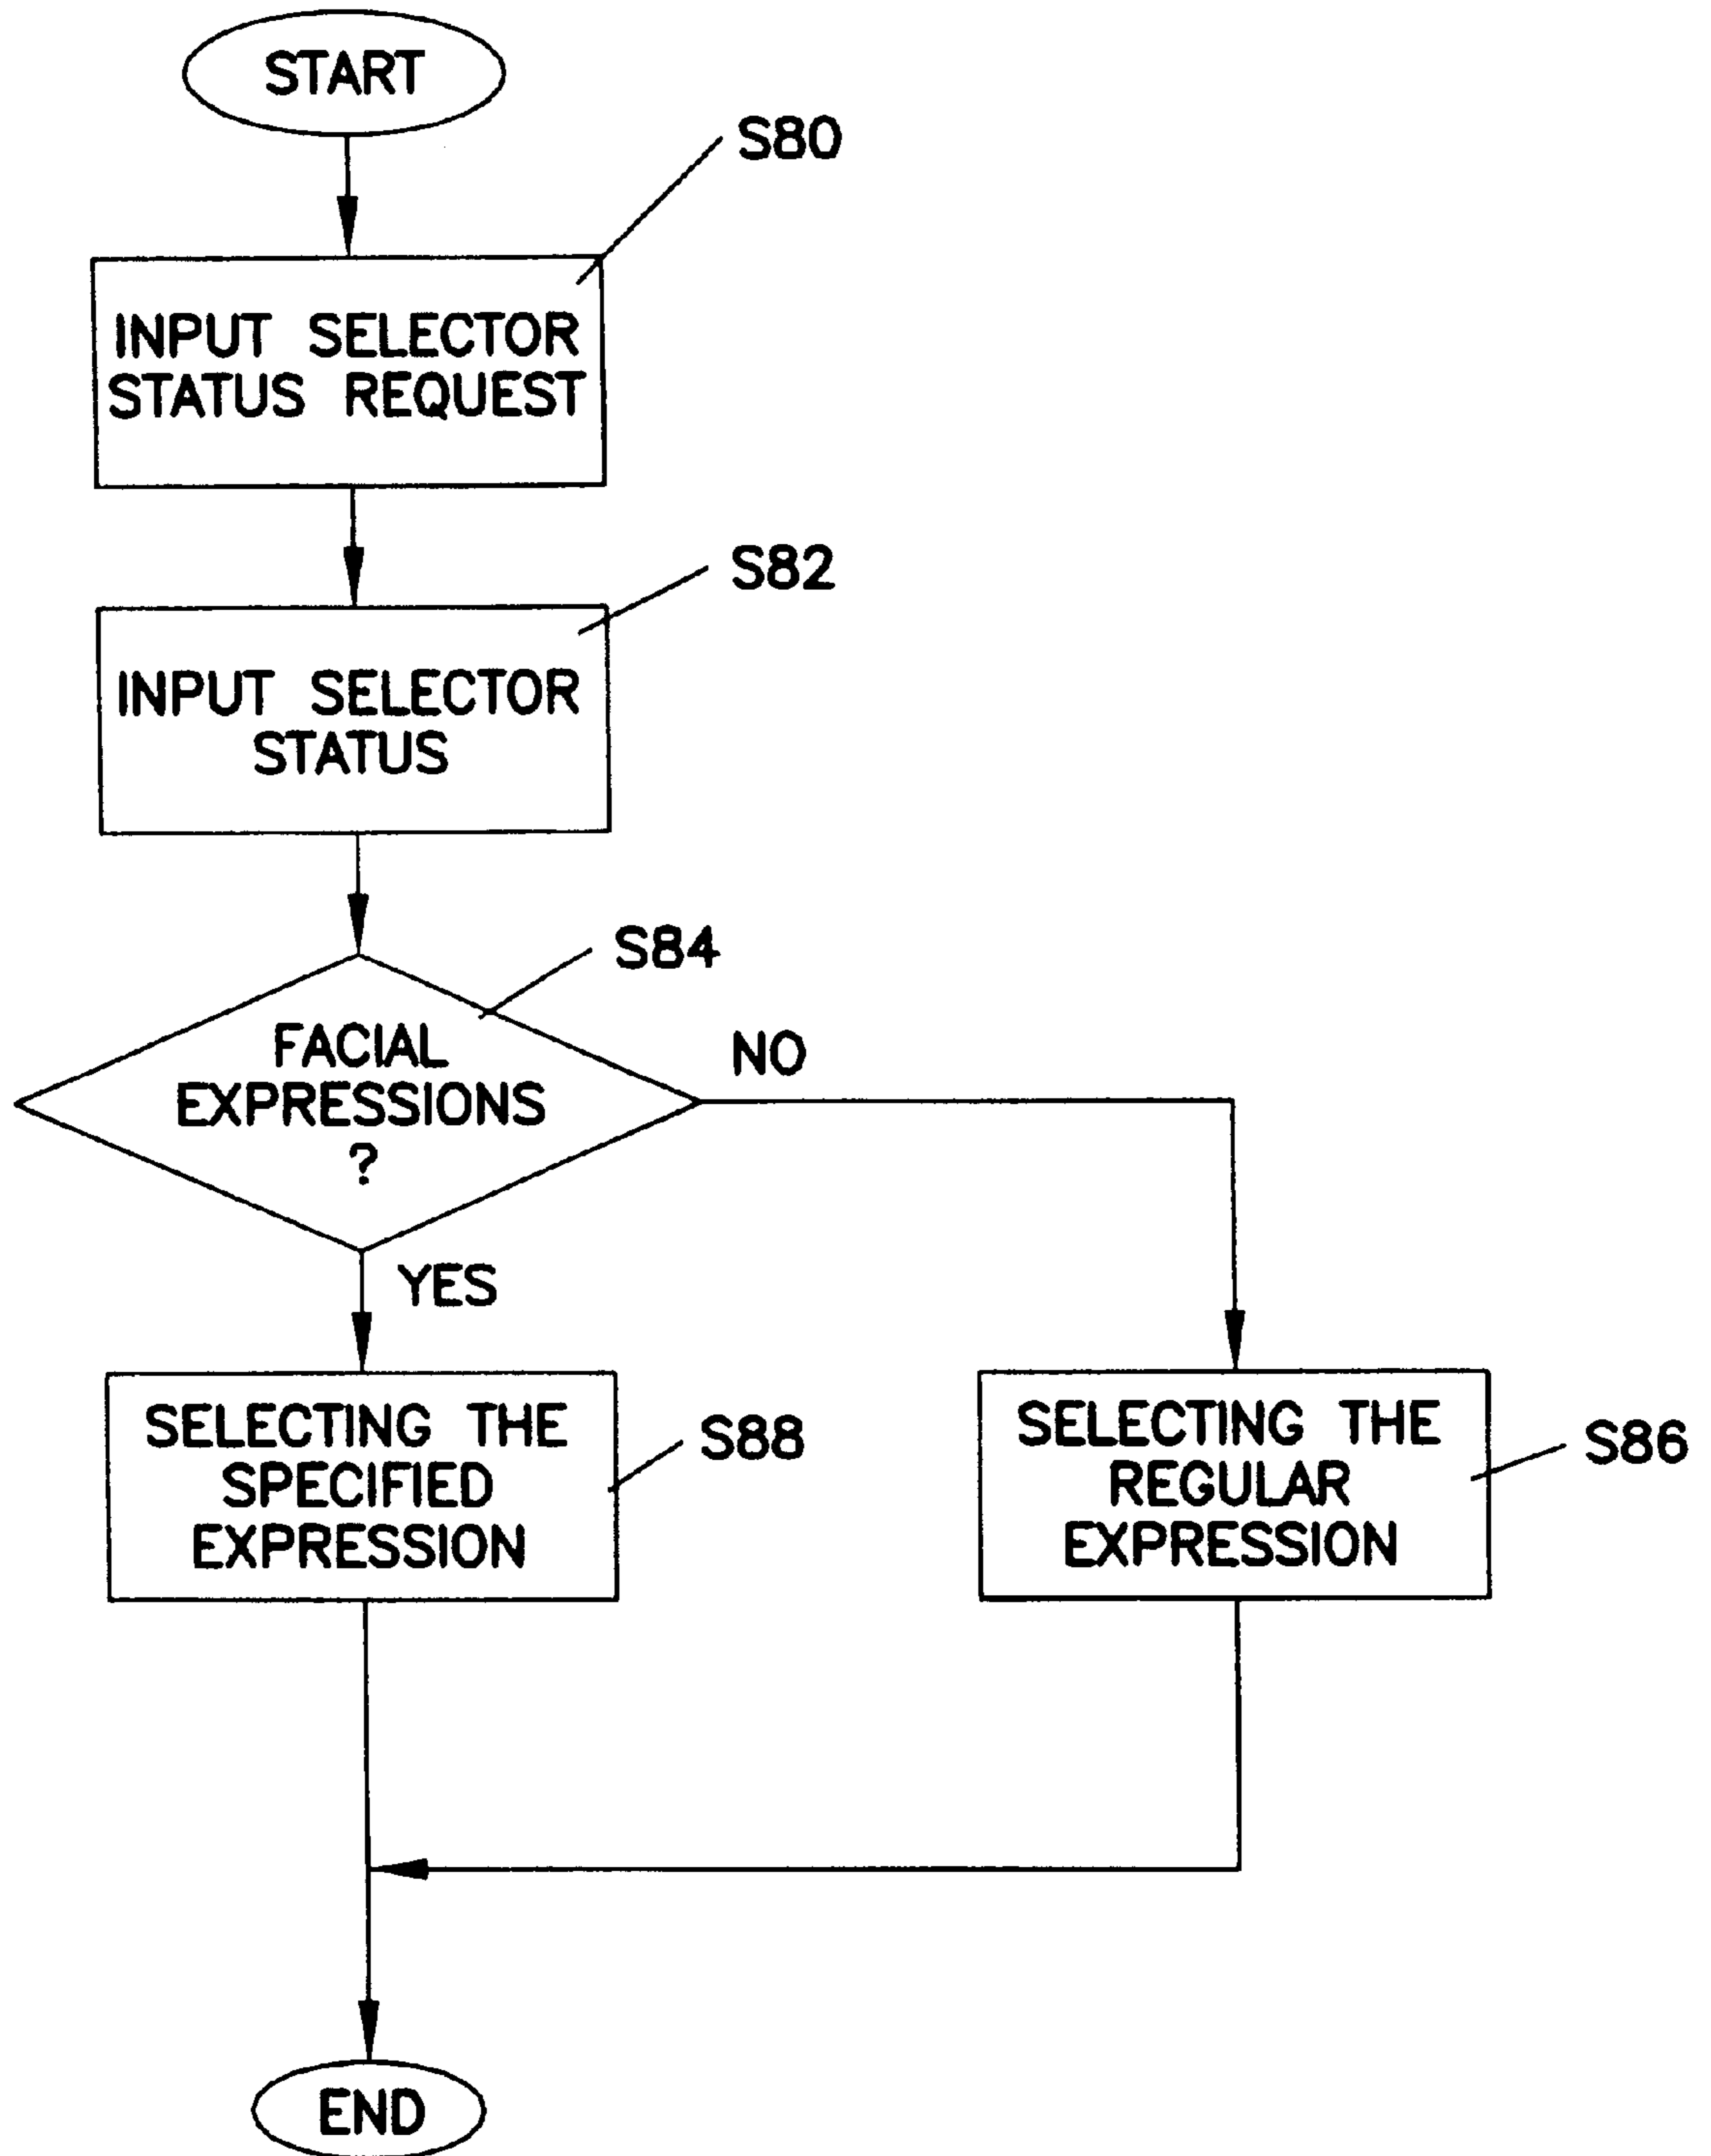 START
S80
INPUT SELECTOR
STATUS REQUEST
S82
INPUT SELECTOR
STATUS
S84
FACIAL
EXPRESSIONS
?
NO
YES
SELECTING THE
SPECIFIED
EXPRESSION
S88
SELECTING THE
REGULAR
EXPRESSION
S86
END